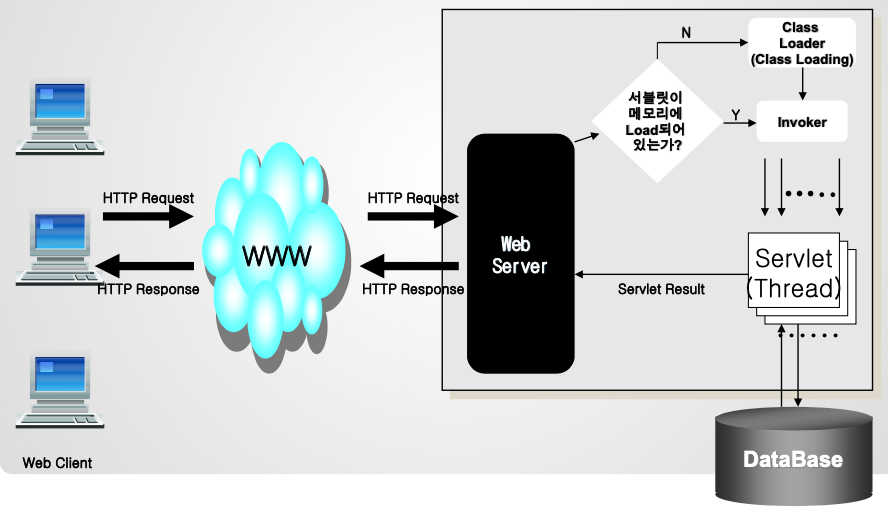 Class
Loader
(Class Loading)
N
서블릿이
메모리에
Load되어
있는가?
Y
Invoker
HTTP Request
HTTP Request
WWW
Web
Server
Servlet
(Thread)
HTTP Response
HTTP Response
Servlet Result
Web Client
DataBase